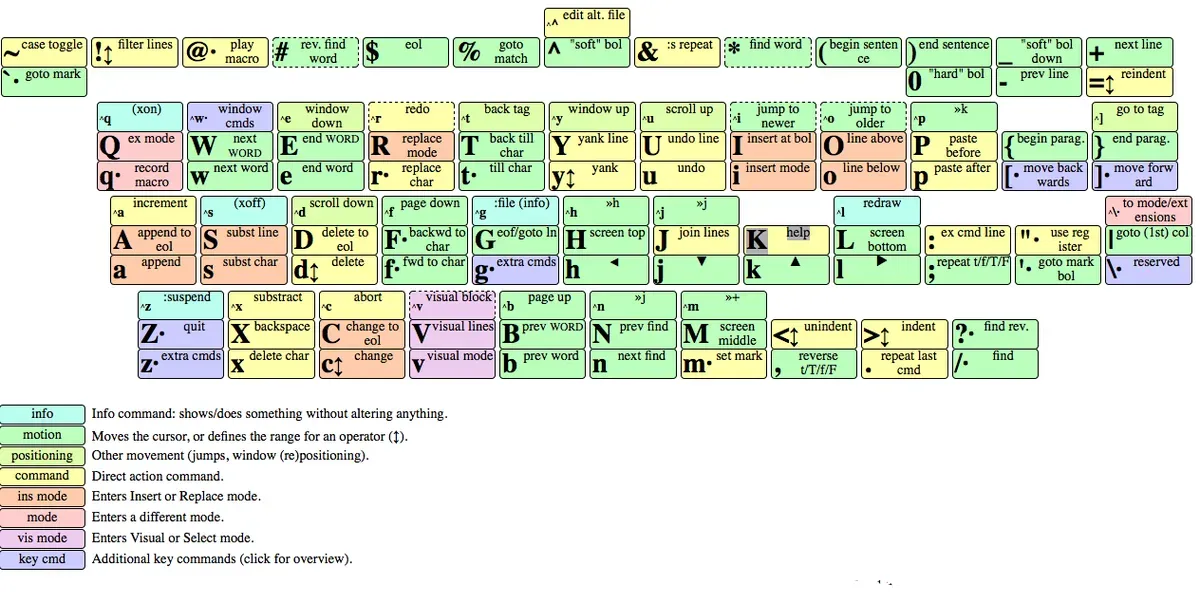 ^^ edit alt. file
~ case toggle
!↕ filter lines
@· play macro
# rev. find word
$ eol
% goto match
^ "soft" bol
& :s repeat
* find word
( begin sentence
) end sentence
_ "soft" bol down
+ next line
`· goto mark
0 "hard" bol
- prev line
=↕ reindent
^q (xon)
^w· window cmds
^e window down
^r redo
^t back tag
^y window up
^u scroll up
^i jump to newer
^o jump to older
^p »k
^] go to tag
Q ex mode
W next WORD
E end WORD
R replace mode
T back till char
Y yank line
U undo line
I insert at bol
O line above
P paste before
{ begin parag.
} end parag.
q· record macro
w next word
e end word
r· replace char
t· till char
y↕ yank
u undo
i insert mode
o line below
p paste after
[· move backwards
]· move forward
^a increment
^s (xoff)
^d scroll down
^f page down
^g :file (info)
^h »h
^j »j
^l redraw
^\· to mode/extensions
A append to eol
S subst line
D delete to eol
F· backwd to char
G eof/goto ln
H screen top
J join lines
K help
L screen bottom
: ex cmd line
"· use register
| goto (1st) col
a append
s subst char
d↕ delete
f· fwd to char
g· extra cmds
h ◄
j ▼
k ▲
l ►
; repeat t/f/T/F
'· goto mark bol
\· reserved
^z :suspend
^x substract
^c abort
^v visual block
^b page up
^n »j
^m »+
Z· quit
X backspace
C change to eol
V visual lines
B prev WORD
N prev find
M screen middle
<↕ unindent
>↕ indent
?· find rev.
z· extra cmds
x delete char
c↕ change
v visual mode
b prev word
n next find
m· set mark
, reverse t/T/f/F
. repeat last cmd
/· find
info Info command: shows/does something without altering anything.
motion Moves the cursor, or defines the range for an operator (↕).
positioning Other movement (jumps, window (re)positioning).
command Direct action command.
ins mode Enters Insert or Replace mode.
mode Enters a different mode.
vis mode Enters Visual or Select mode.
key cmd Additional key commands (click for overview).